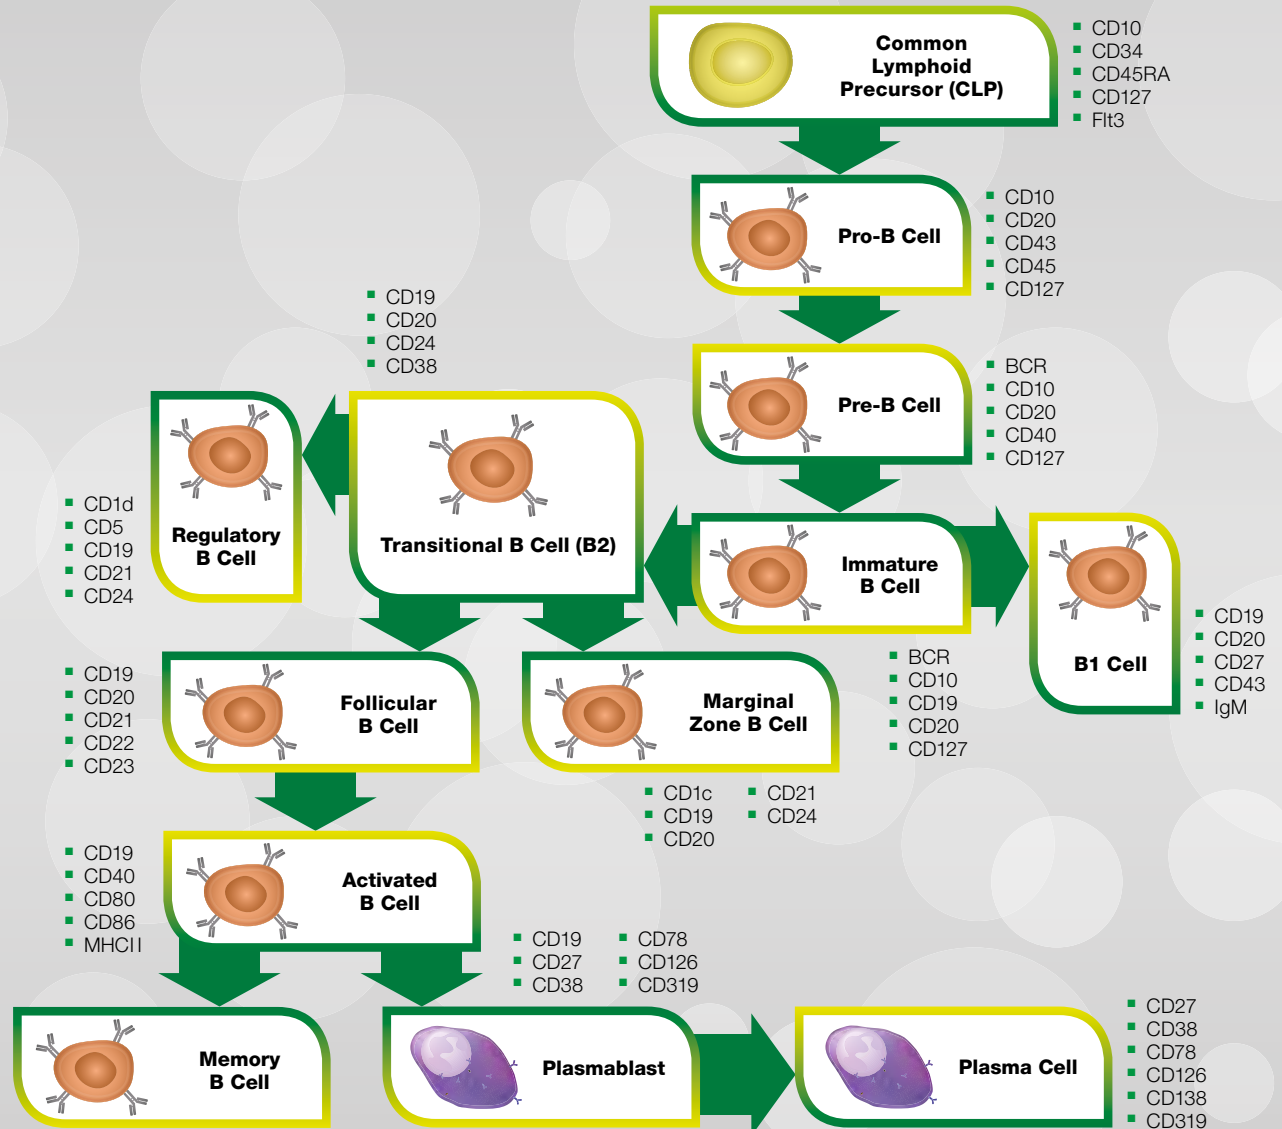 Common
Lymphoid
Precursor (CLP)
CD10
CD34
CD45RA
CD127
Flt3
Pro-B Cell
CD10
CD20
CD43
CD45
CD127
Pre-B Cell
BCR
CD10
CD20
CD40
CD127
CD19
CD20
CD24
CD38
Transitional B Cell (B2)
Regulatory
B Cell
CD1d
CD5
CD19
CD21
CD24
Immature
B Cell
BCR
CD10
CD19
CD20
CD127
B1 Cell
CD19
CD20
CD27
CD43
IgM
CD19
CD20
CD21
CD22
CD23
Follicular
B Cell
Marginal
Zone B Cell
CD1c
CD19
CD20
CD21
CD24
CD19
CD40
CD80
CD86
MHCII
Activated
B Cell
CD19
CD27
CD38
CD78
CD126
CD319
Memory
B Cell
Plasmablast
Plasma Cell
CD27
CD38
CD78
CD126
CD138
CD319